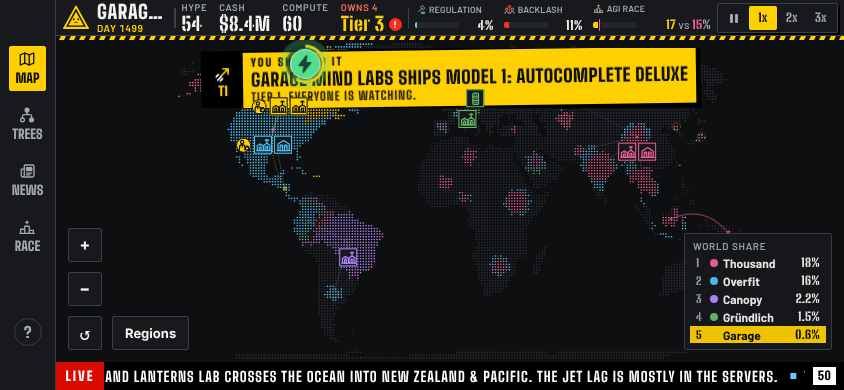 GARAG...
DAY 1499
HYPE
54
CASH
$8.4M
COMPUTE
60
OWNS 4
Tier 3
REGULATION
4%
BACKLASH
11%
AGI RACE
17 vs 15%
1x
2x
3x
MAP
TREES
NEWS
RACE
?
YOU S IT
T1
GARAGE MIND LABS SHIPS MODEL 1: AUTOCOMPLETE DELUXE
TIER 1. EVERYONE IS WATCHING.
+
−
↺
Regions
WORLD SHARE
1 Thousand 18%
2 Overfit 16%
3 Canopy 2.2%
4 Gründlich 1.5%
5 Garage 0.6%
LIVE
AND LANTERNS LAB CROSSES THE OCEAN INTO NEW ZEALAND & PACIFIC. THE JET LAG IS MOSTLY IN THE SERVERS.
50